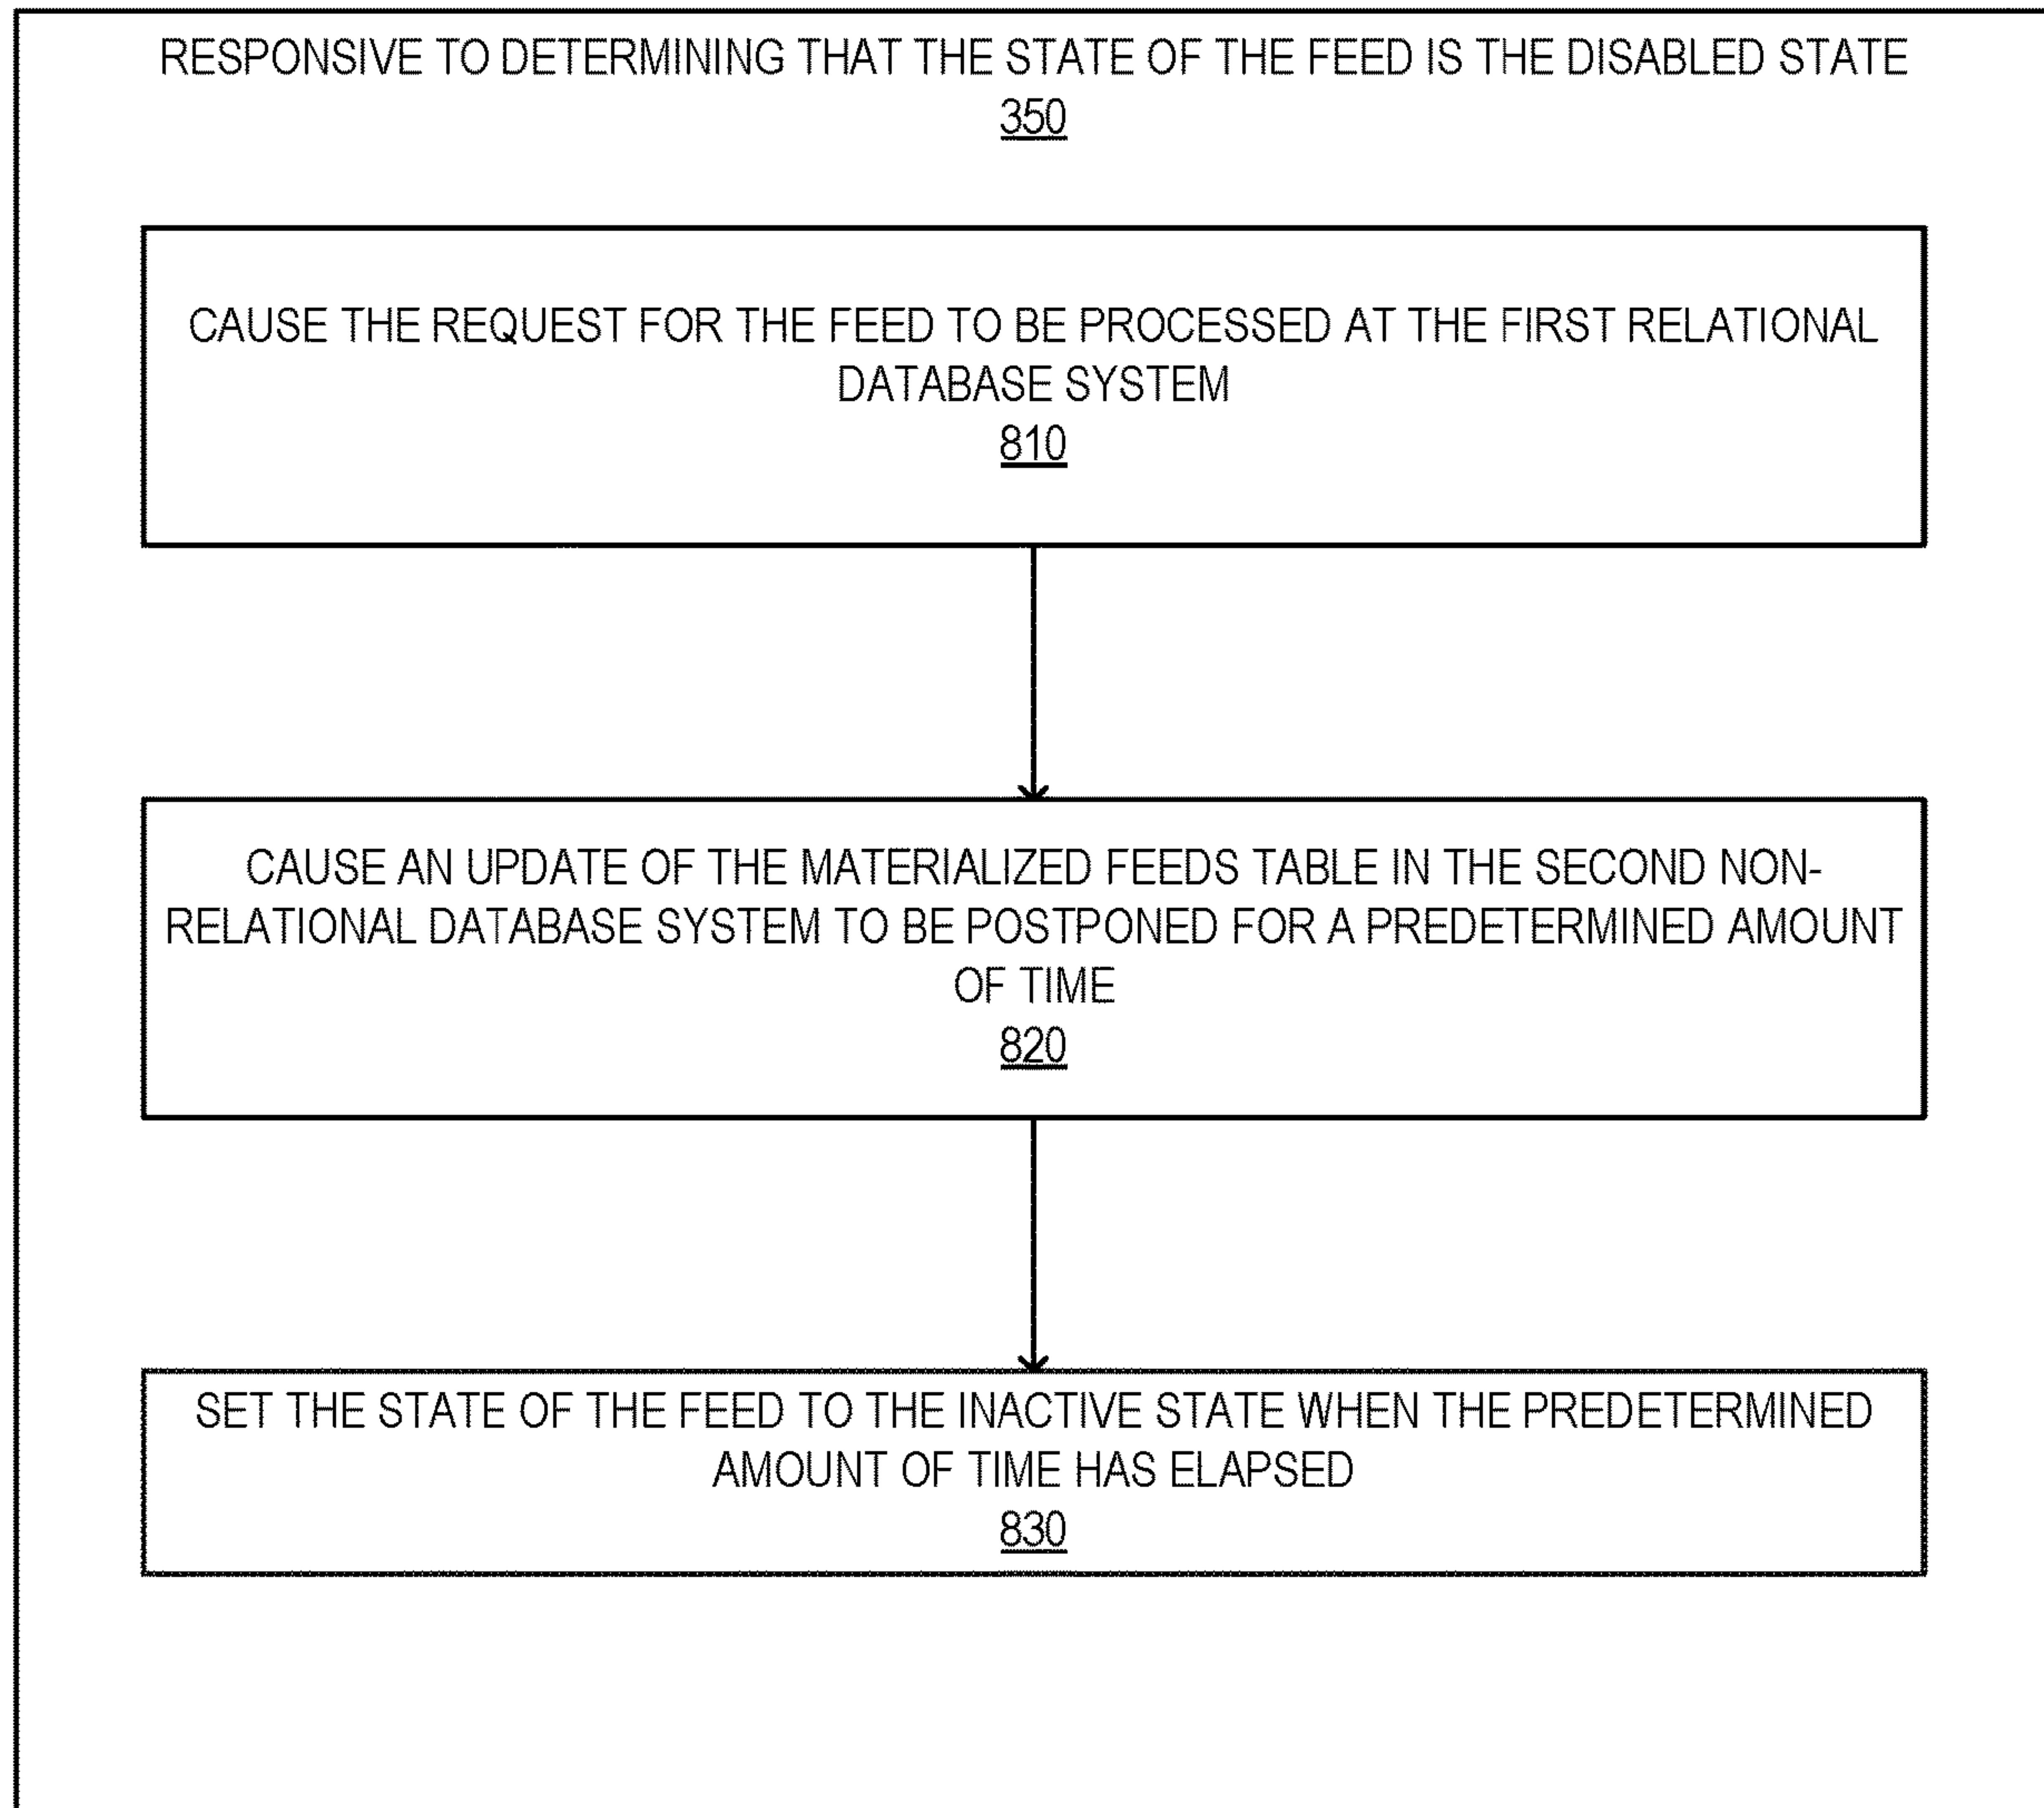 RESPONSIVE TO DETERMINING THAT THE STATE OF THE FEED IS THE DISABLED STATE
350
CAUSE THE REQUEST FOR THE FEED TO BE PROCESSED AT THE FIRST RELATIONAL
DATABASE SYSTEM
810
CAUSE AN UPDATE OF THE MATERIALIZED FEEDS TABLE IN THE SECOND NON-
RELATIONAL DATABASE SYSTEM TO BE POSTPONED FOR A PREDETERMINED AMOUNT
OF TIME
820
SET THE STATE OF THE FEED TO THE INACTIVE STATE WHEN THE PREDETERMINED
AMOUNT OF TIME HAS ELAPSED
830